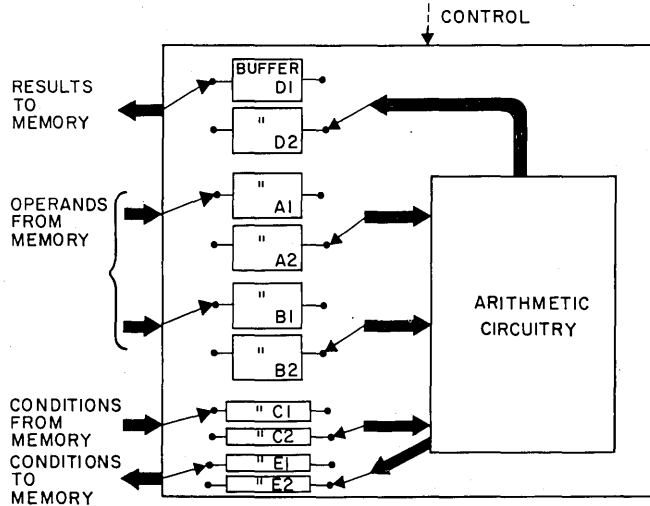 CONTROL
RESULTS
TO
MEMORY
BUFFER
D1
" D2
OPERANDS
FROM
MEMORY
" A1
" A2
" B1
" B2
ARITHMETIC
CIRCUITRY
CONDITIONS
FROM
MEMORY
" C1
" C2
CONDITIONS
TO
MEMORY
" E1
" E2